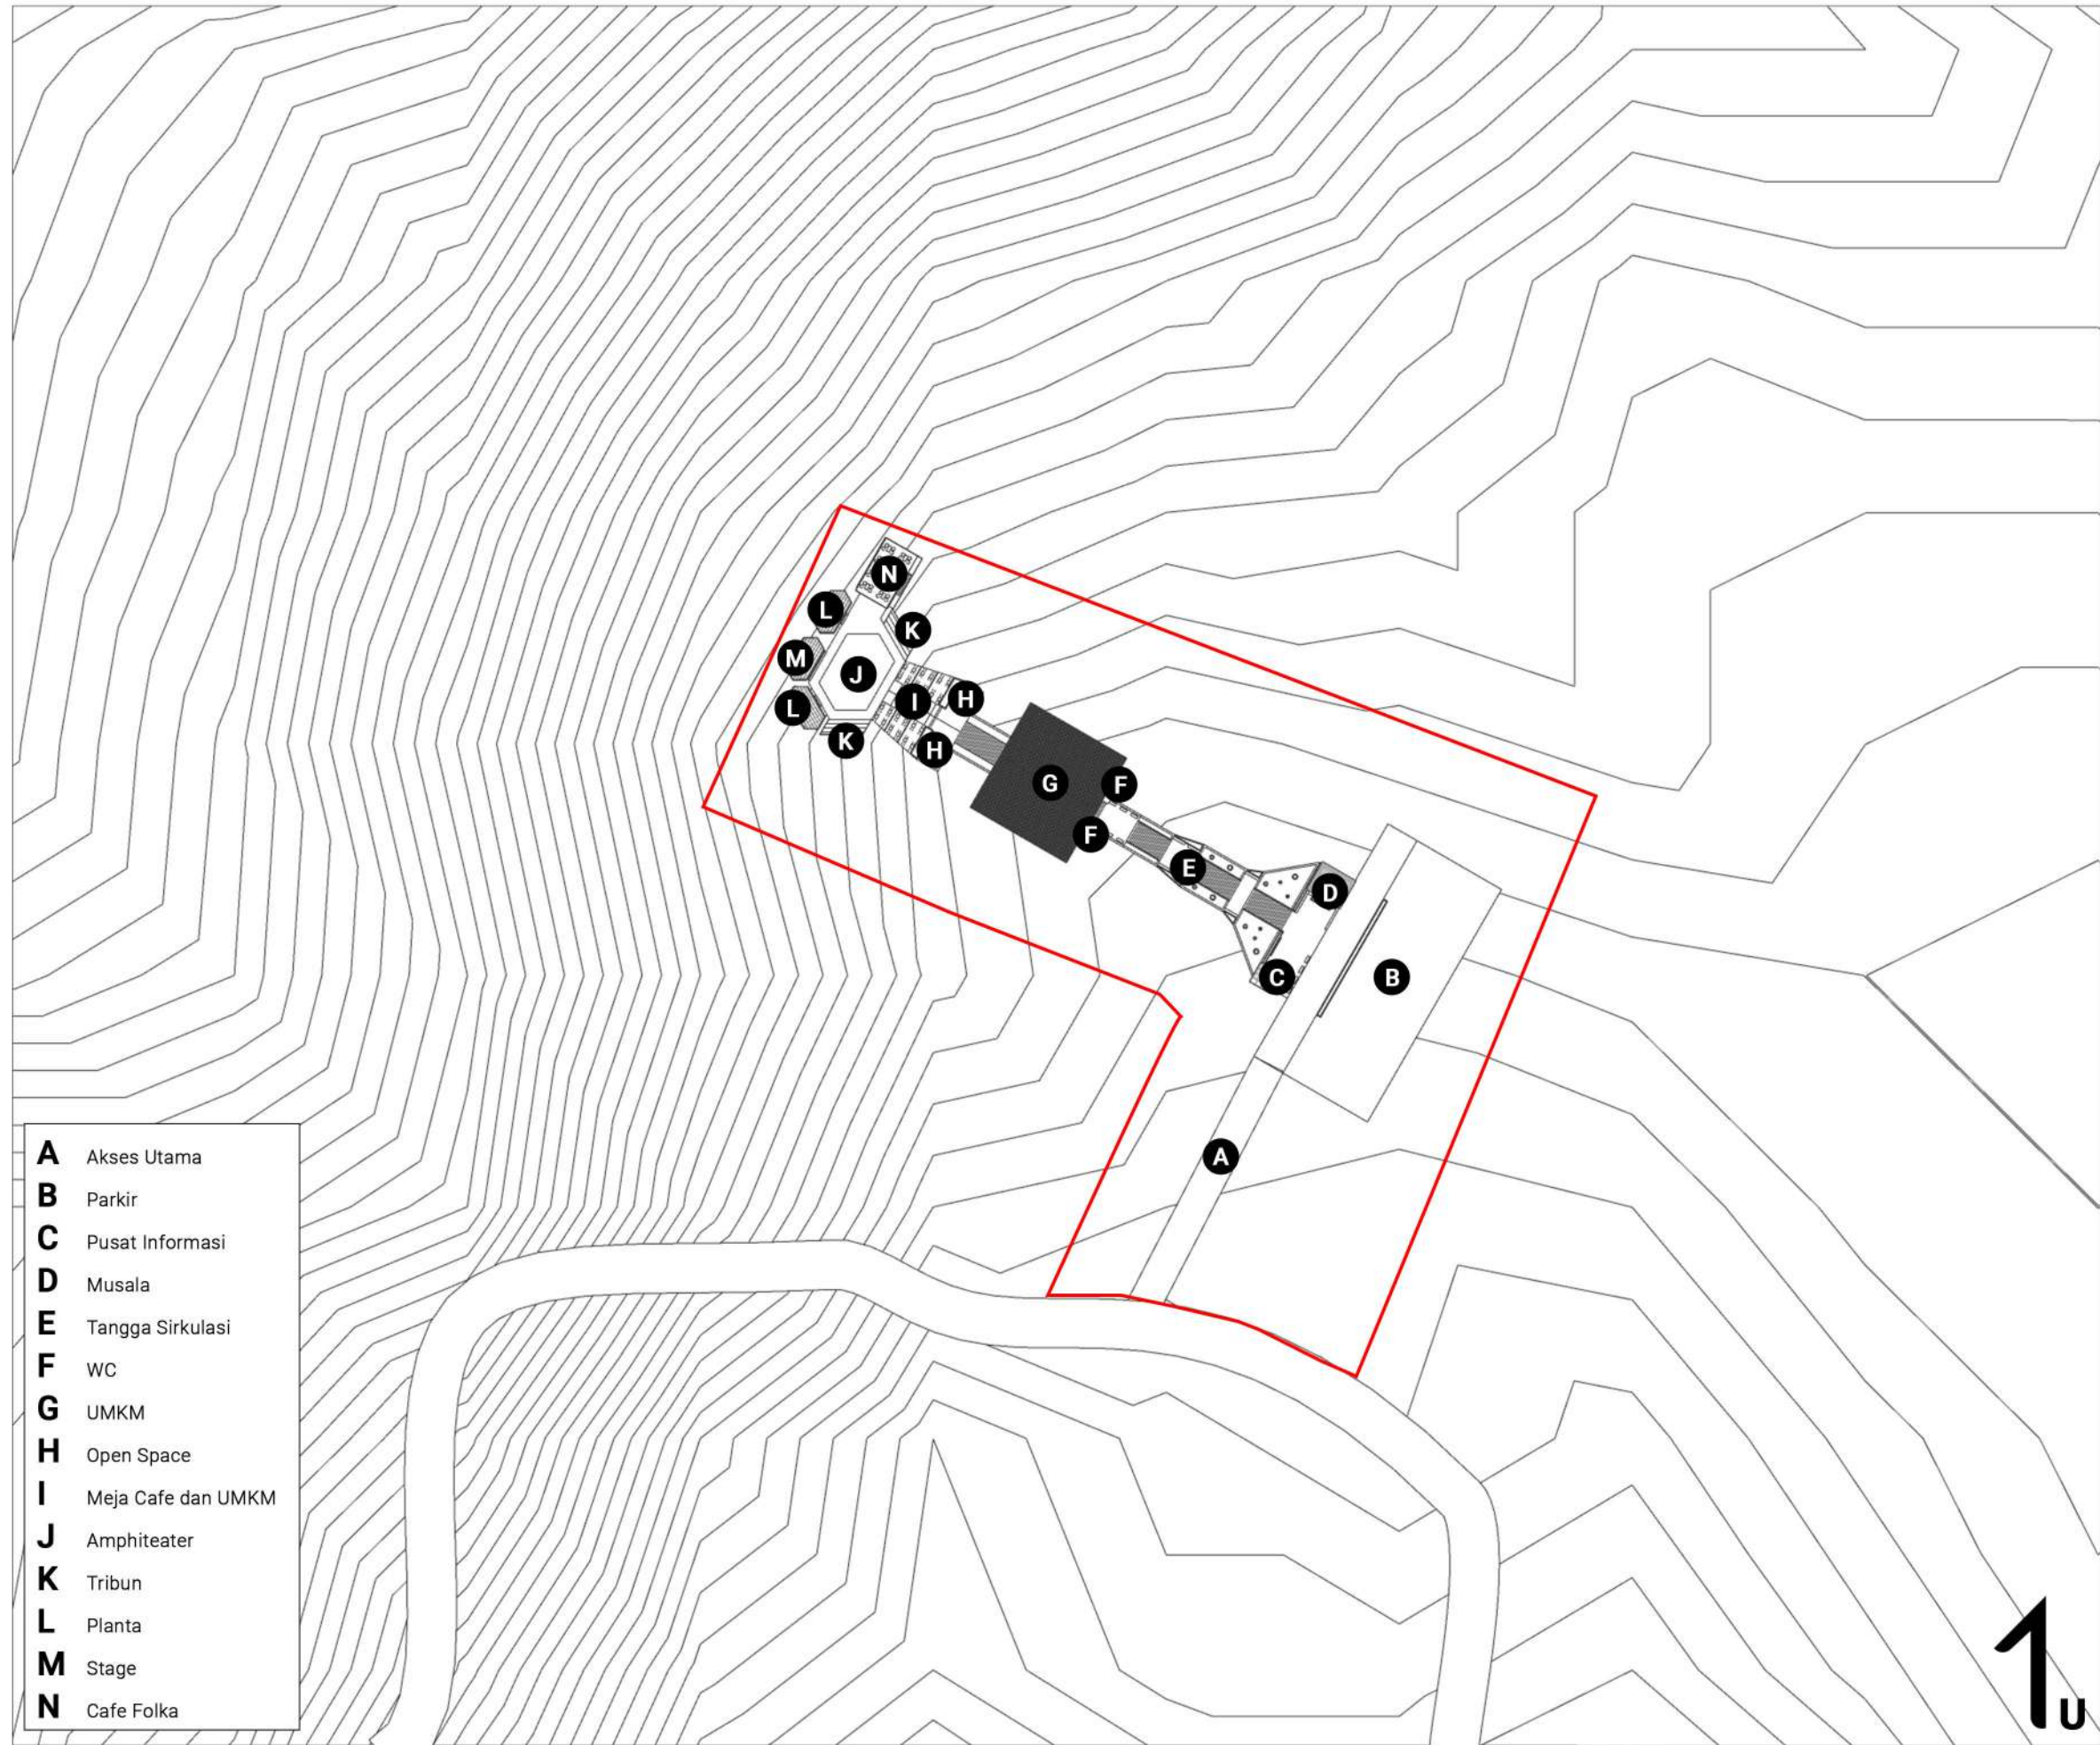 N
L
K
M
J
I
H
L
K
H
G
F
F
E
D
C
B
A
A Akses Utama
B Parkir
C Pusat Informasi
D Musala
E Tangga Sirkulasi
F WC
G UMKM
H Open Space
I Meja Cafe dan UMKM
J Amphiteater
K Tribun
L Planta
M Stage
N Cafe Folka
U